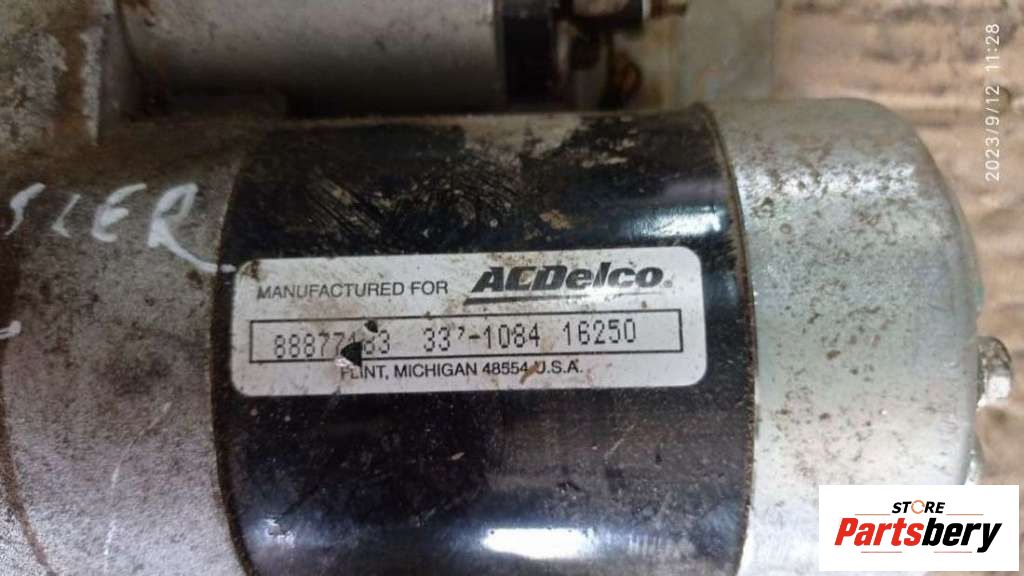 2023/9/12 11:28
SLER
MANUFACTURED FOR ACDelco®
337-1084 16250
FLINT, MICHIGAN 48554 U.S.A.
STORE
Partsbery